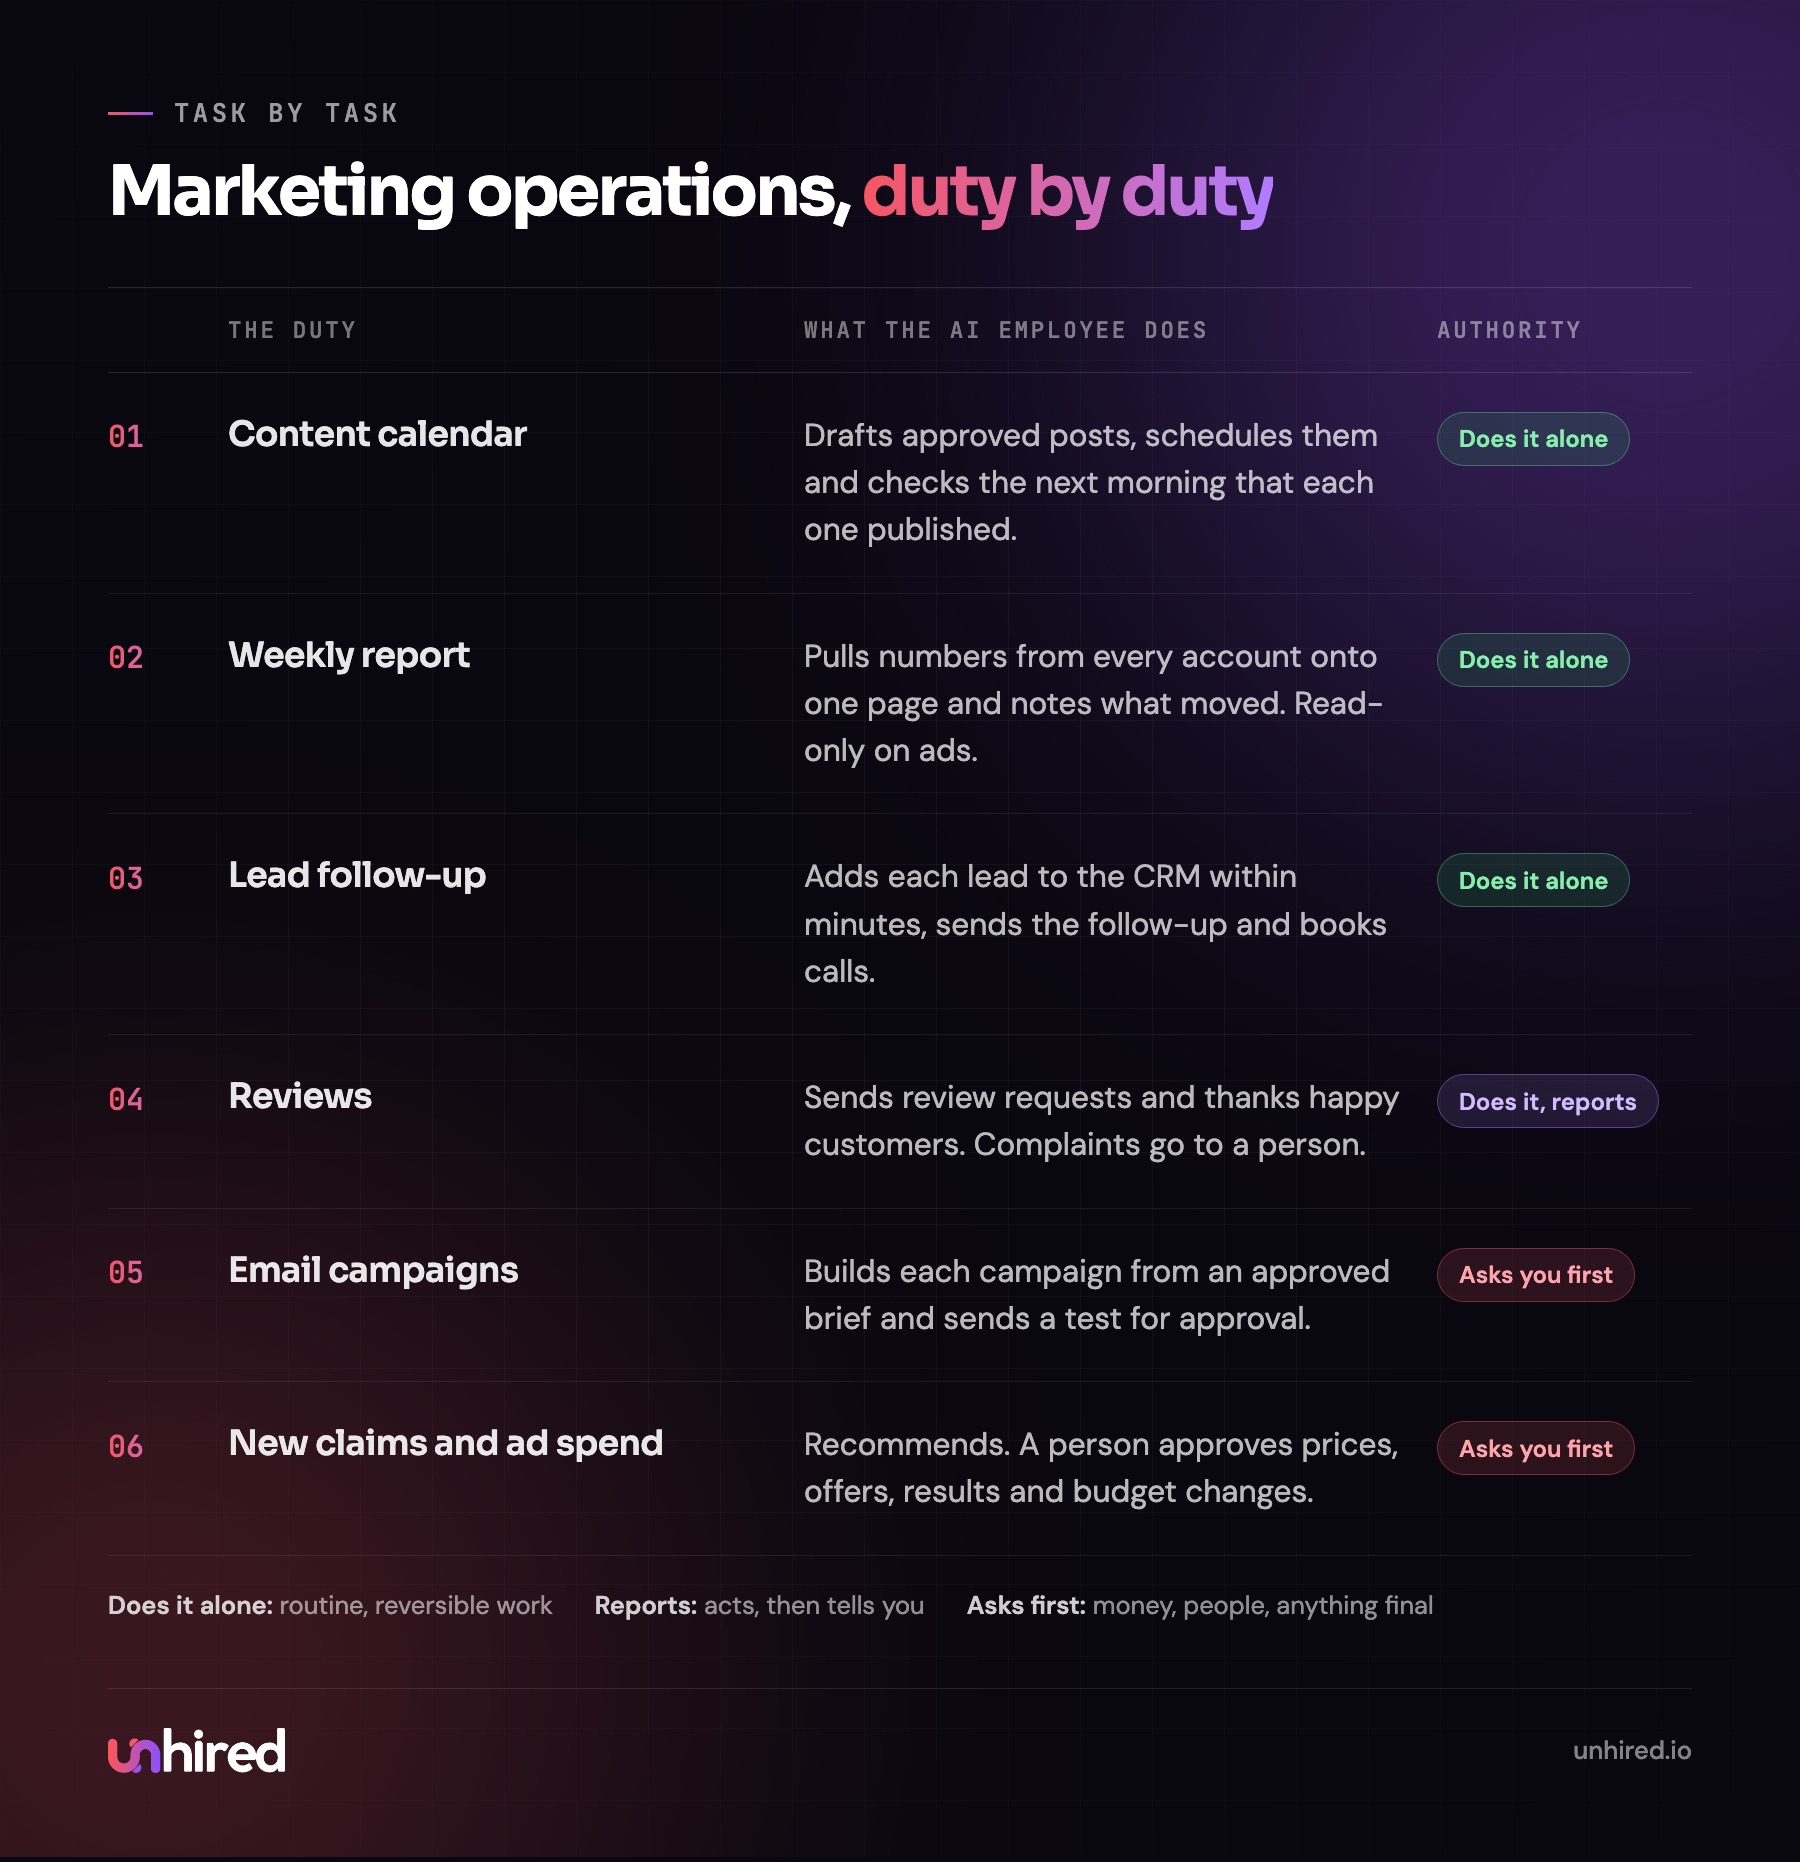 TASK BY TASK
Marketing operations, duty by duty
THE DUTY
WHAT THE AI EMPLOYEE DOES
AUTHORITY
01
Content calendar
Drafts approved posts, schedules them
and checks the next morning that each
one published.
Does it alone
02
Weekly report
Pulls numbers from every account onto
one page and notes what moved. Read-
only on ads.
Does it alone
03
Lead follow-up
Adds each lead to the CRM within
minutes, sends the follow-up and books
calls.
Does it alone
04
Reviews
Sends review requests and thanks happy
customers. Complaints go to a person.
Does it, reports
05
Email campaigns
Builds each campaign from an approved
brief and sends a test for approval.
Asks you first
06
New claims and ad spend
Recommends. A person approves prices,
offers, results and budget changes.
Asks you first
Does it alone: routine, reversible work Reports: acts, then tells you Asks first: money, people, anything final
unhired
unhired.io